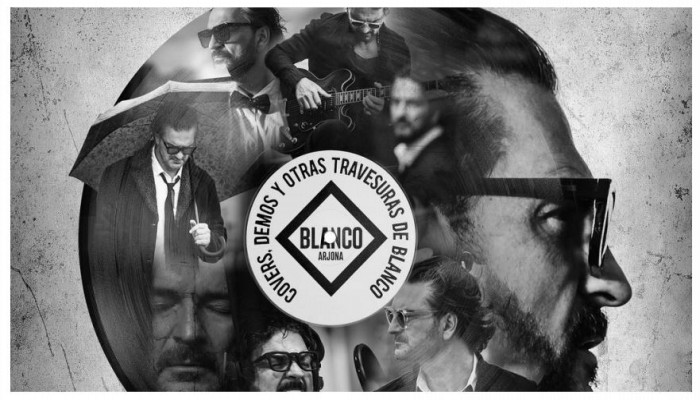 COVERS, DEMOS Y OTRAS TRAVESURAS DE BLANCO
BLANCO
ARJONA